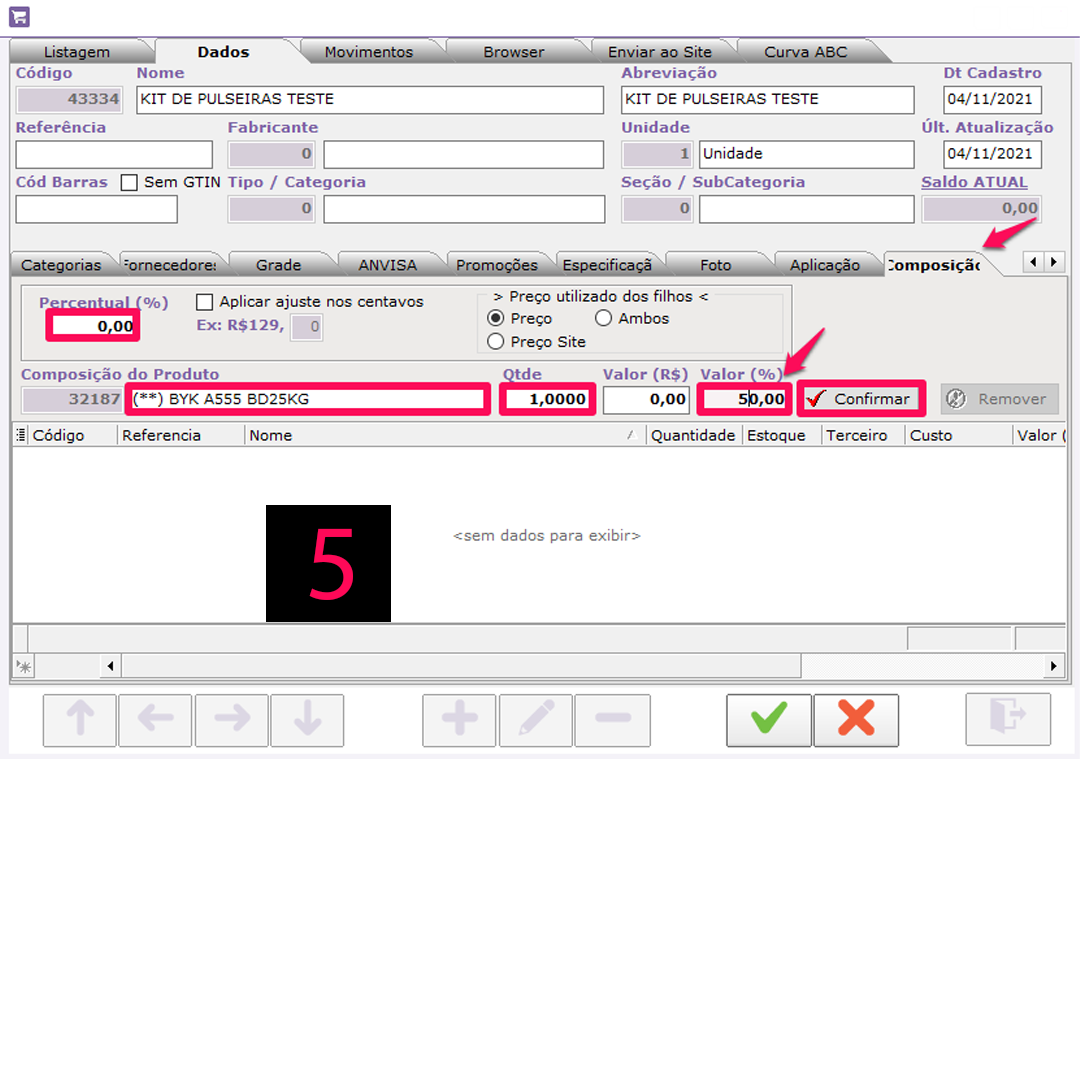 Listagem Dados Movimentos Browser Enviar ao Site Curva ABC
Código Nome Abreviação Dt Cadastro
43334 KIT DE PULSEIRAS TESTE KIT DE PULSEIRAS TESTE 04/11/2021
Referência Fabricante Unidade Últ. Atualização
0 1 Unidade 04/11/2021
Cód Barras Sem GTIN Tipo / Categoria Seção / SubCategoria Saldo ATUAL
0 0 0,00
Categorias Fornecedores Grade ANVISA Promoções Especificaçã Foto Aplicação Composiçã
Percentual (%) Aplicar ajuste nos centavos > Preço utilizado dos filhos <
0,00 Ex: R$129, 0 Preço Ambos
Preço Site
Composição do Produto Qtde Valor (R$) Valor (%)
32187 (**) BYK A555 BD25KG 1,0000 0,00 50,00 Confirmar Remover
Código Referencia Nome Quantidade Estoque Terceiro Custo Valor (
<sem dados para exibir>
5